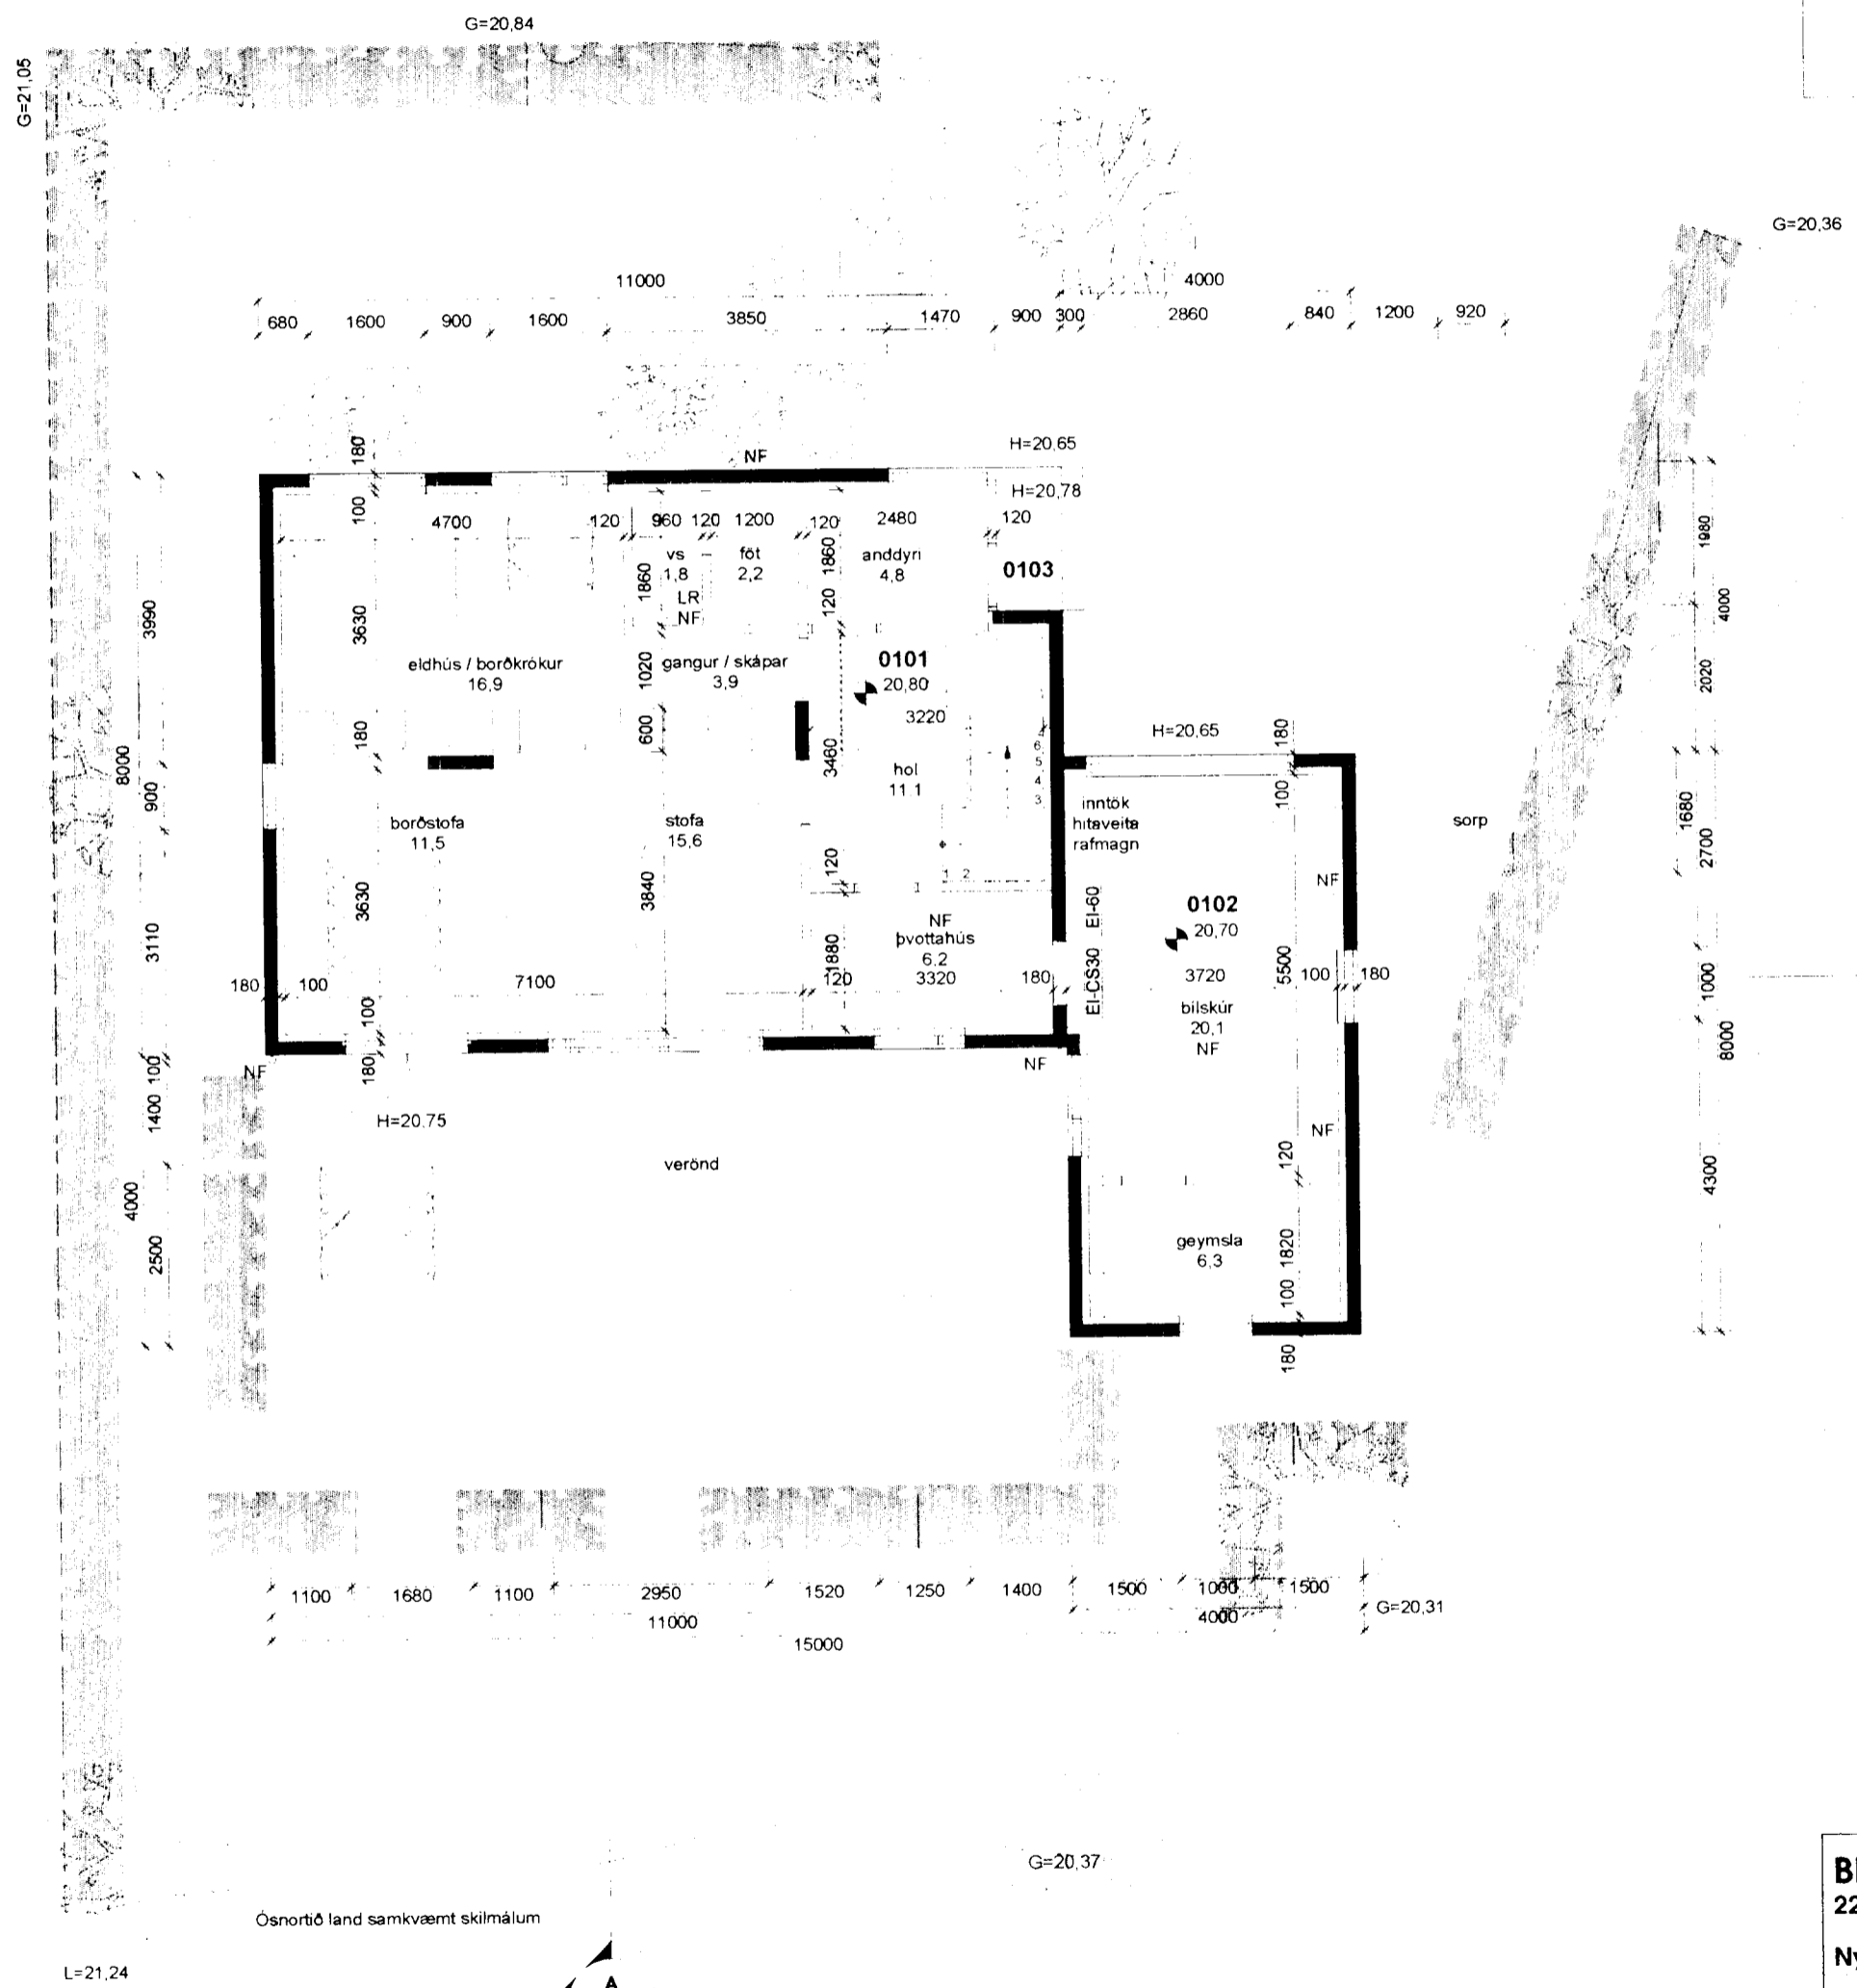 G=20,84
G=21,05
G=20,36
11000
4000
680 1600 900 1600 3850 1470 900 300 2860 840 1200 920
H=20,65
NF
H=20,78
180
100
4700 120 960 120 1200 120 2480 120
vs
1,8
LR
NF
föt
2,2
anddyri
4,8
0103
1860
1860
120
3630
3990
1980
4000
2020
eldhús / borðkrókur
16,9
gangur / skápar
3,9
0101
20,80
3220
1020
600
180
8000
900
3460
H=20,65
180
100
hol
11.1
6
5
4
3
1 2
inntök
hitaveita
rafmagn
sorp
1680
2700
borðstofa
11,5
stofa
15,6
120
3630
3840
3110
EI-60
EI-CS30
NF
0102
20,70
NF
þvottahús
6.2
1880
180 100 7100 120 3320 180
3720
5500
100 180
1000
8000
bílskúr
20,1
NF
100
180
NF
NF
100
1400
H=20.75
NF
verönd
120
4000
2500
4300
geymsla
6,3
1820
100
180
1100 1680 1100 2950 1520 1250 1400 1500 1000 1500
11000
4000
G=20,31
15000
G=20,37
Ósnortið land samkvæmt skilmálum
L=21,24
A
22